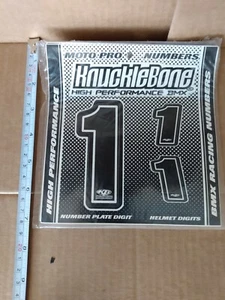 MOTO-PRO NUMBERS
KnuckleBone
HIGH PERFORMANCE BMX
HIGH PERFORMANCE
BMX RACING NUMBERS
1
1
1
NUMBER PLATE DIGIT
HELMET DIGITS